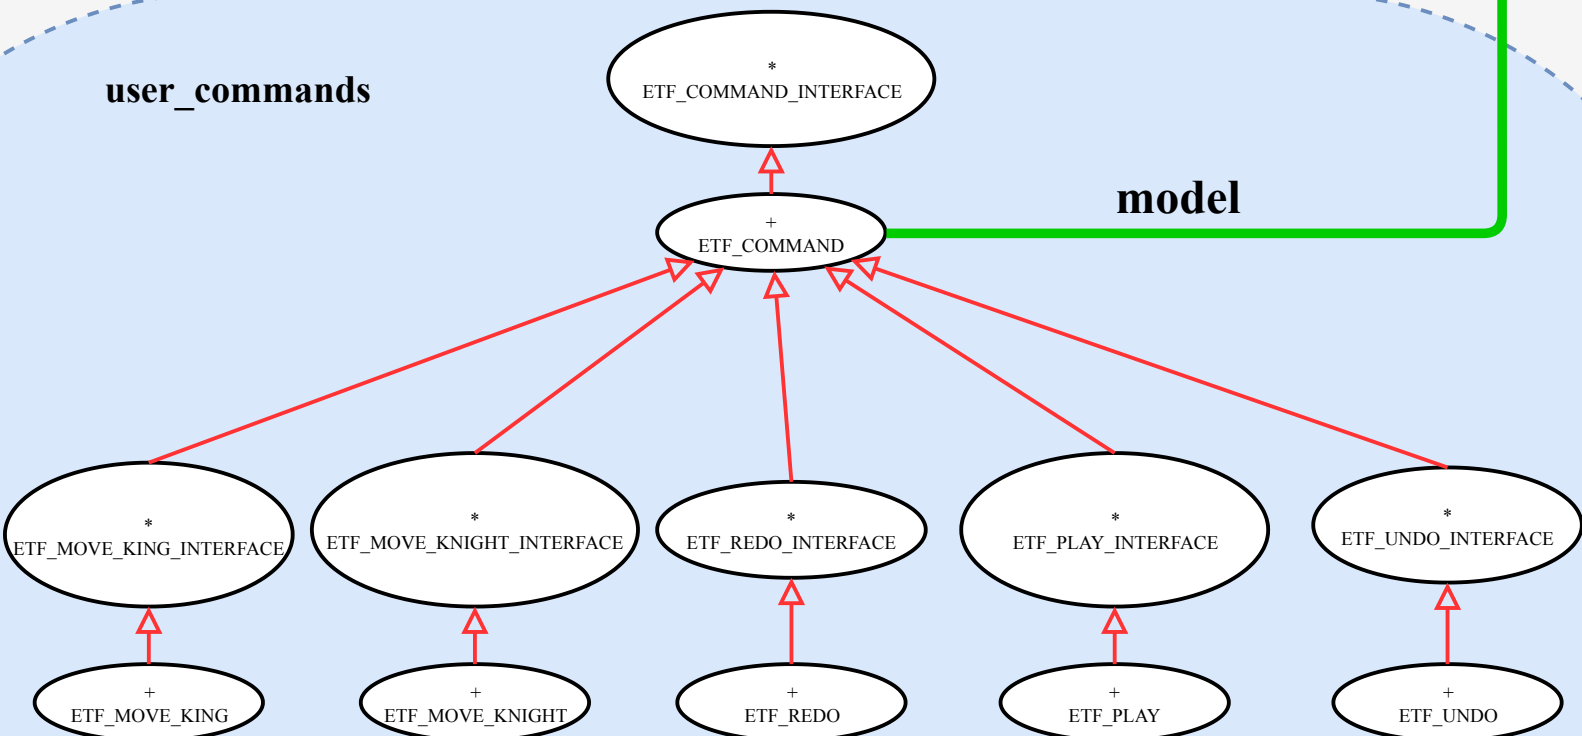 *
ETF_COMMAND_INTERFACE
user_commands
+
ETF_COMMAND
model
*
ETF_MOVE_KING_INTERFACE
*
ETF_MOVE_KNIGHT_INTERFACE
*
ETF_REDO_INTERFACE
*
ETF_PLAY_INTERFACE
*
ETF_UNDO_INTERFACE
+
ETF_MOVE_KING
+
ETF_MOVE_KNIGHT
+
ETF_REDO
+
ETF_PLAY
+
ETF_UNDO